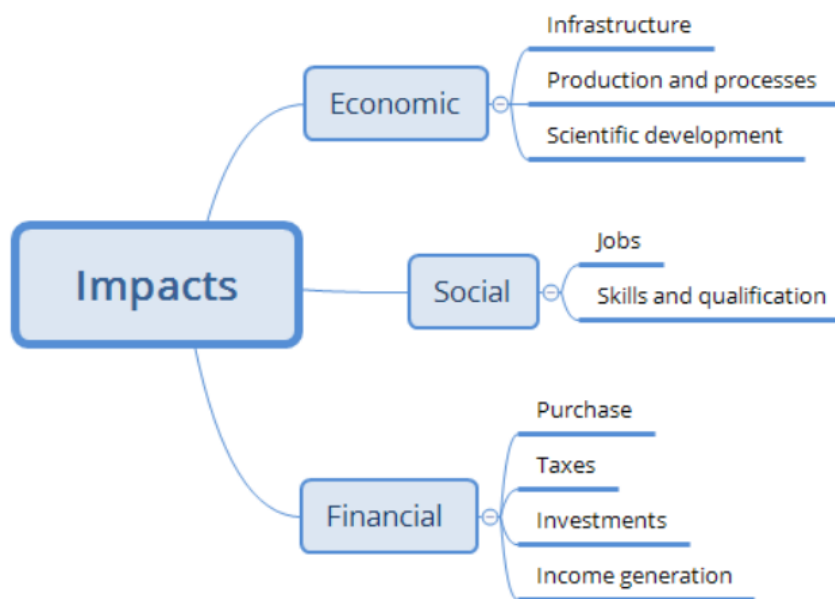 Impacts
Economic
Infrastructure
Production and processes
Scientific development
Social
Jobs
Skills and qualification
Financial
Purchase
Taxes
Investments
Income generation